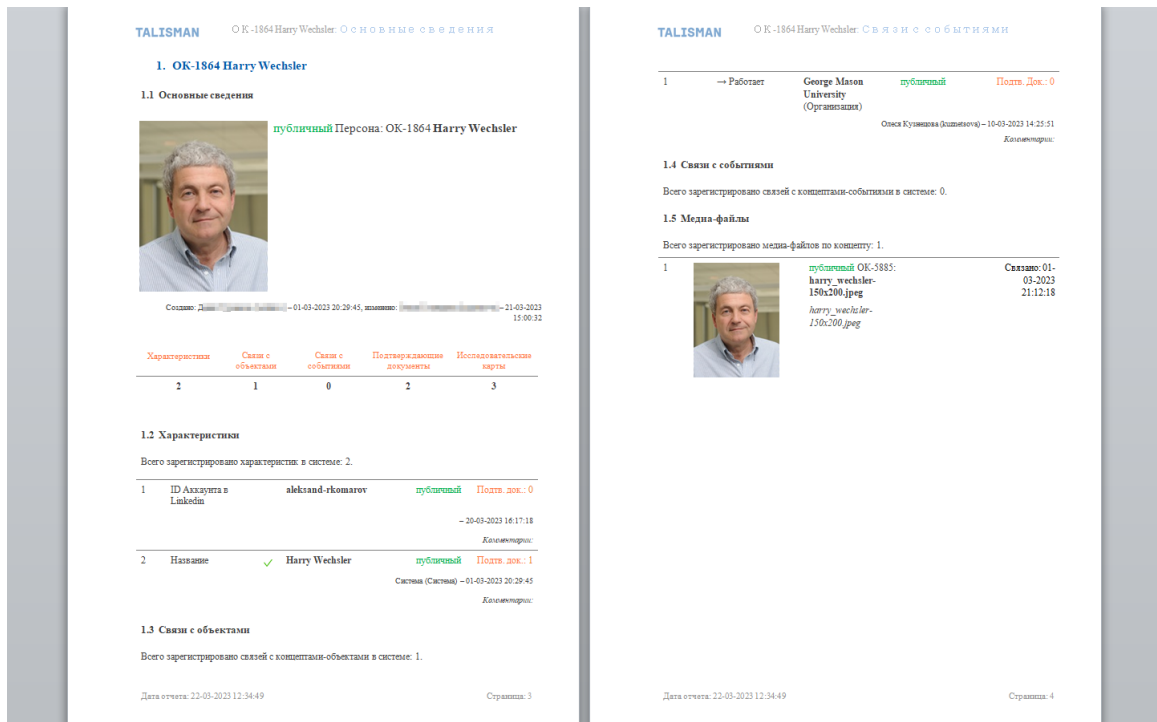 TALISMAN
ОК-1864 Harry Wechsler: Основные сведения
1. ОК-1864 Harry Wechsler
1.1 Основные сведения
публичный Персона: ОК-1864 Harry Wechsler
Создано: – 01-03-2023 20:29:45, изменено: – 21-03-2023
15:00:32
Характеристики Связи с Связи с Подтверждающие Исследовательские
объектами событиями документы карты
2 1 0 2 3
1.2 Характеристики
Всего зарегистрировано характеристик в системе: 2.
1 ID Аккаунта в aleksand-rkomarov публичный Подтв. док.: 0
Linkedin
– 20-03-2023 16:17:18
Комментарии:
2 Название Harry Wechsler публичный Подтв. док.: 1
Система (Система) – 01-03-2023 20:29:45
Комментарии:
1.3 Связи с объектами
Всего зарегистрировано связей с концептами-объектами в системе: 1.
Дата отчета: 22-03-2023 12:34:49 Страница: 3
TALISMAN
ОК-1864 Harry Wechsler: Связи с событиями
1 → Работает George Mason публичный Подтв. Док.: 0
University
(Организация)
Олеся Кузнецова (kuznetsova) – 10-03-2023 14:25:51
Комментарии:
1.4 Связи с событиями
Всего зарегистрировано связей с концептами-событиями в системе: 0.
1.5 Медиа-файлы
Всего зарегистрировано медиа-файлов по концепту: 1.
1 публичный ОК-5885: Связано: 01-
harry_wechsler- 03-2023
150x200.jpeg 21:12:18
harry_wechsler-
150x200.jpeg
Дата отчета: 22-03-2023 12:34:49 Страница: 4